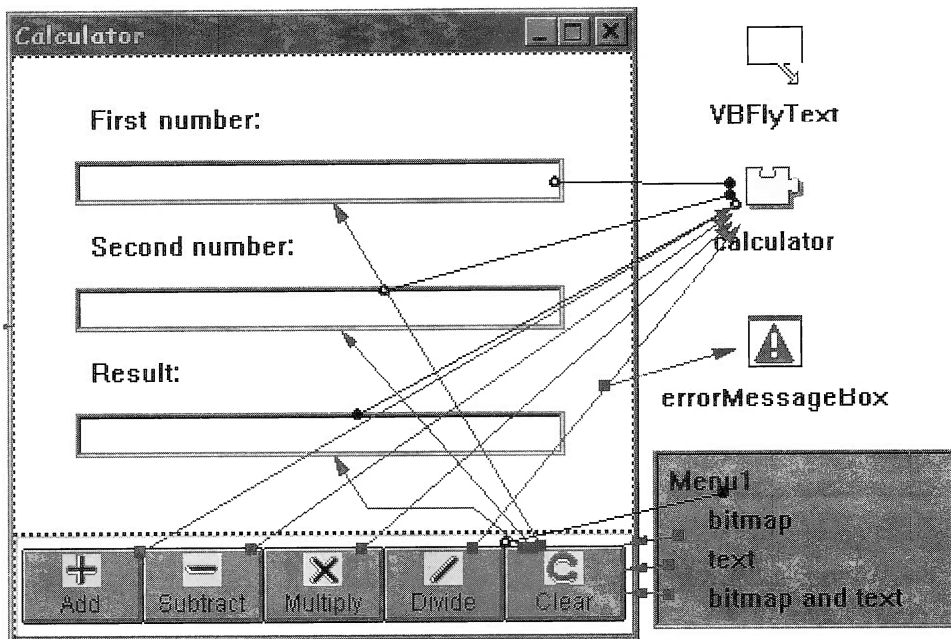 Calculator
First number:
Second number:
Result:
Add Subtract Multiply Divide Clear
VBFlyText
calculator
errorMessageBox
Menu1
bitmap
text
bitmap and text